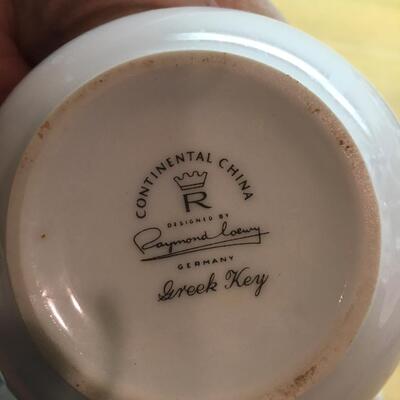 CONTINENTAL CHINA
R
DESIGNED BY
Raymond Loewy
GERMANY
Greek Key